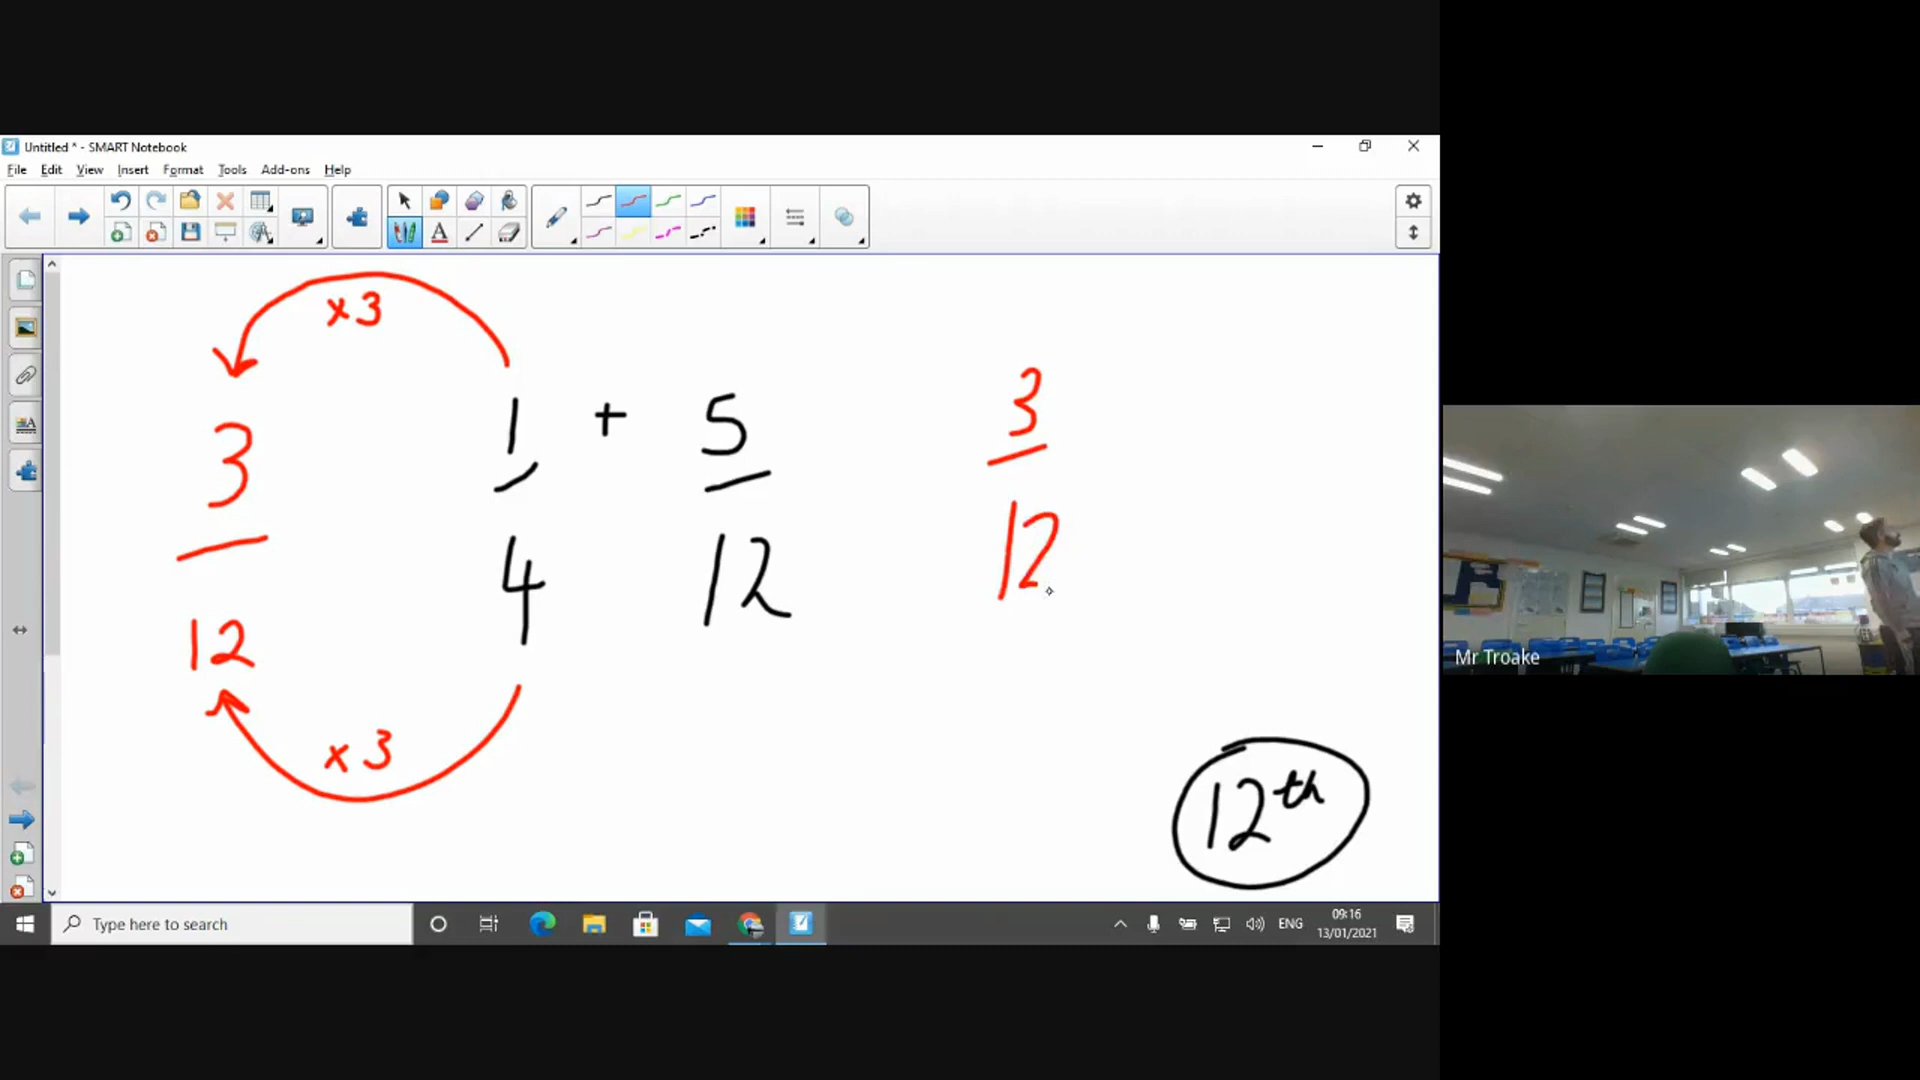 Untitled * - SMART Notebook
File Edit View Insert Format Tools Add-ons Help
x3
3
12
x3
1 + 5
4 12
3
12
12th
Mr Troake
Type here to search
ENG
09:16
13/01/2021